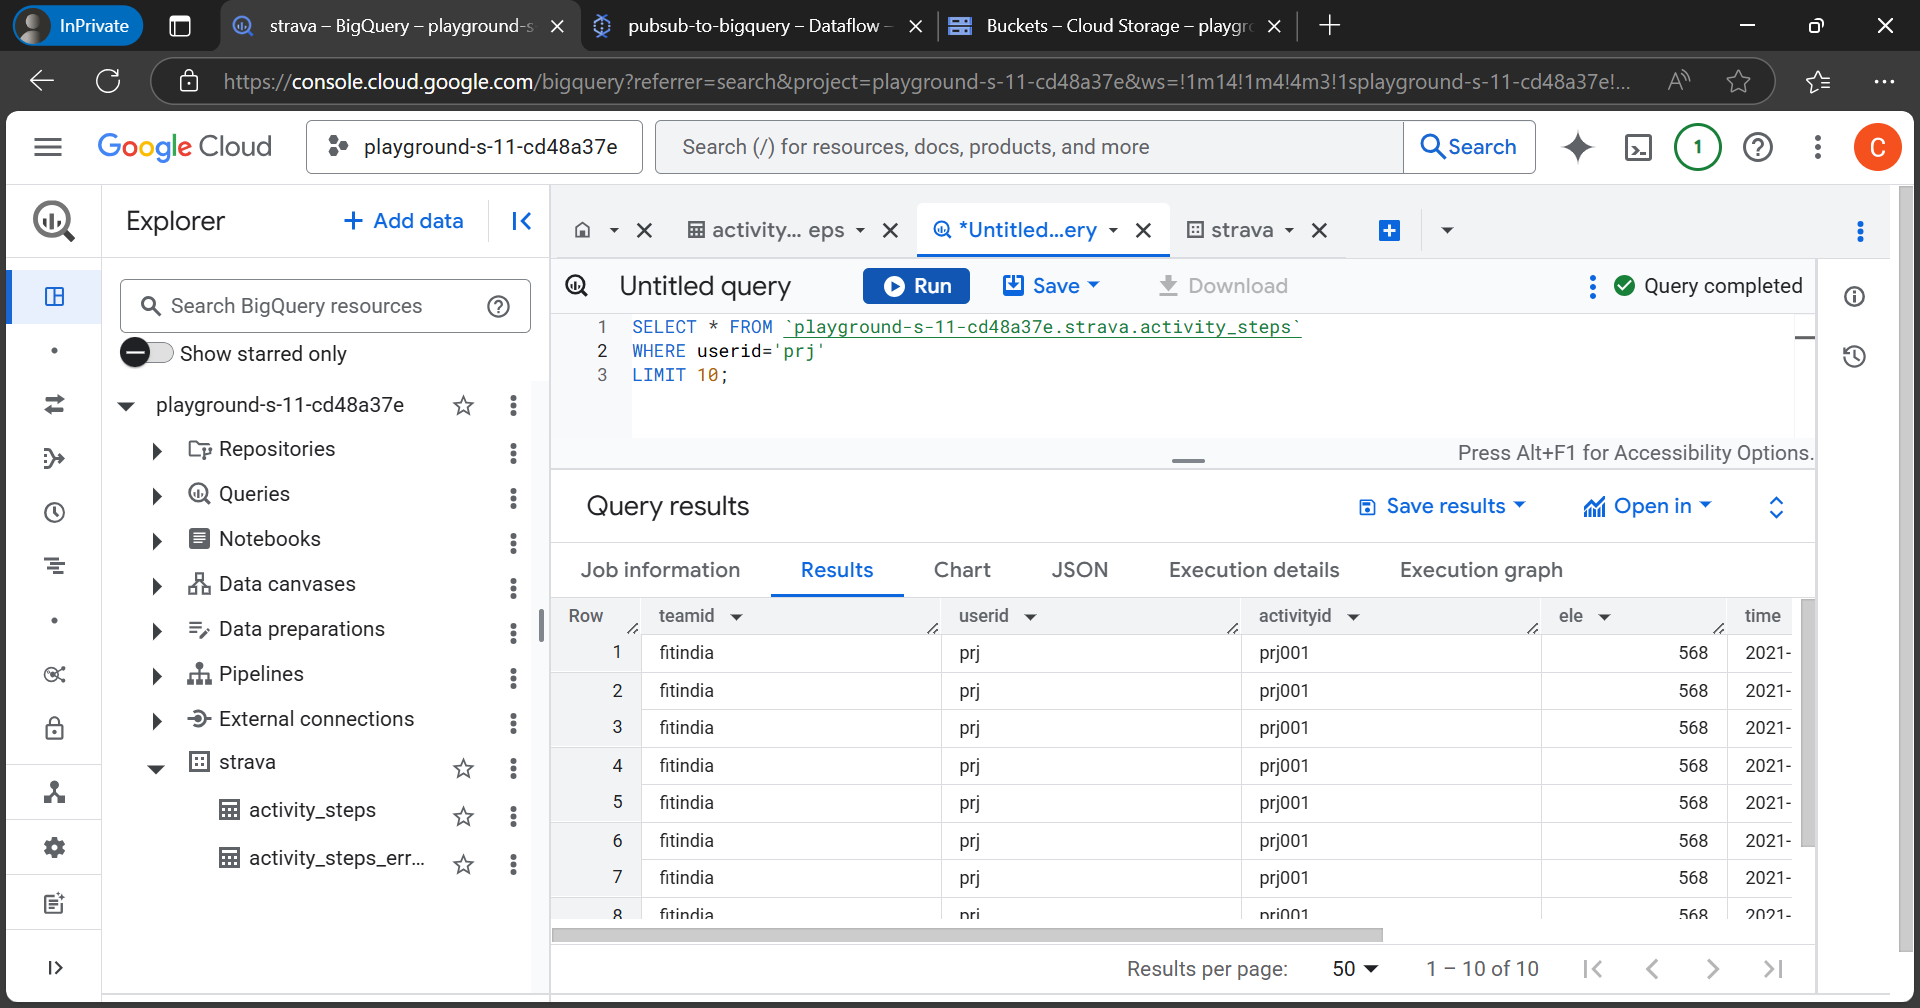 InPrivate
strava – BigQuery – playground-s-
pubsub-to-bigquery – Dataflow –
Buckets – Cloud Storage – playgr
https://console.cloud.google.com/bigquery?referrer=search&project=playground-s-11-cd48a37e&ws=!1m14!1m4!4m3!1splayground-s-11-cd48a37e!...
Google Cloud
playground-s-11-cd48a37e
Search (/) for resources, docs, products, and more
Search
1
C
Explorer
+ Add data
activity... eps
*Untitled...ery
strava
Untitled query
Run
Save
Download
Query completed
Search BigQuery resources
Show starred only
playground-s-11-cd48a37e
Repositories
Queries
Notebooks
Data canvases
Data preparations
Pipelines
External connections
strava
activity_steps
activity_steps_err...
1 SELECT * FROM `playground-s-11-cd48a37e.strava.activity_steps`
2 WHERE userid='prj'
3 LIMIT 10;
Press Alt+F1 for Accessibility Options.
Query results
Save results
Open in
Job information Results Chart JSON Execution details Execution graph
Row teamid userid activityid ele time
1 fitindia prj prj001 568 2021-
2 fitindia prj prj001 568 2021-
3 fitindia prj prj001 568 2021-
4 fitindia prj prj001 568 2021-
5 fitindia prj prj001 568 2021-
6 fitindia prj prj001 568 2021-
7 fitindia prj prj001 568 2021-
8 fitindia prj prj001 568 2021-
Results per page: 50 1 – 10 of 10